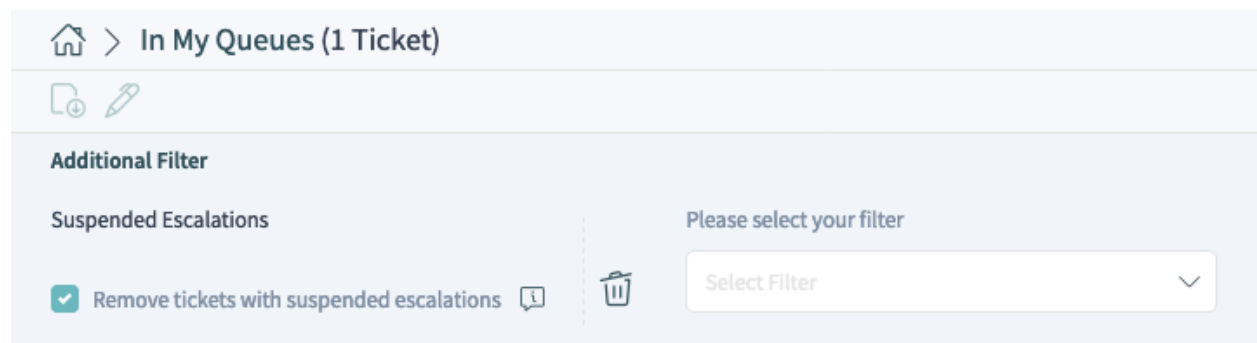 In My Queues (1 Ticket)
Additional Filter
Suspended Escalations
Please select your filter
Remove tickets with suspended escalations
Select Filter